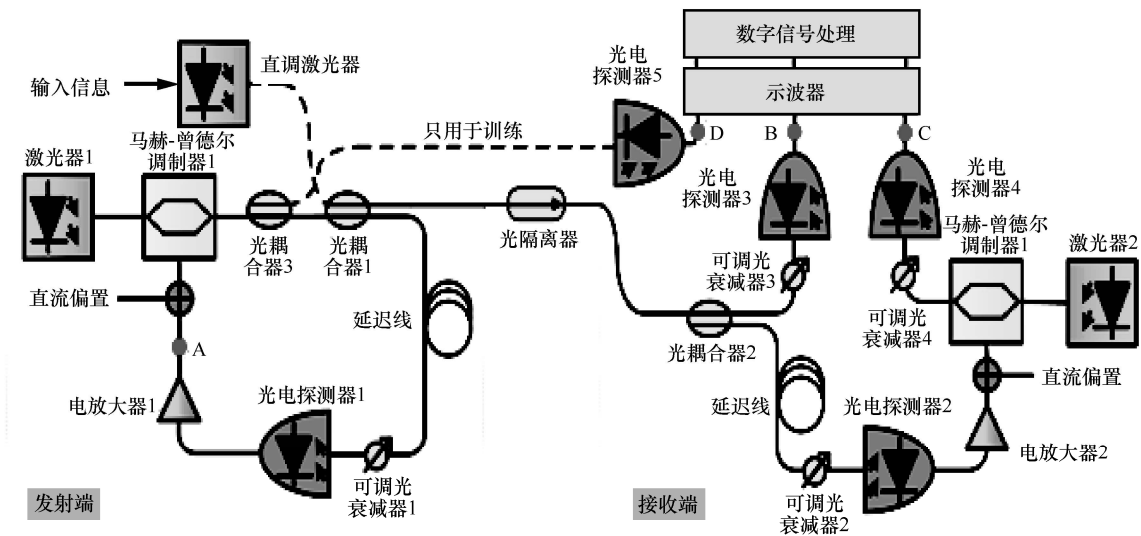 数字信号处理
示波器
光电
探测器5
直调激光器
输入信息
马赫-曾德尔
调制器1
激光器1
只用于训练
D
B
C
光电
探测器3
光电
探测器4
光耦
合器3
光耦
合器1
光隔离器
马赫-曾德尔
调制器1
激光器2
可调光
衰减器3
可调光
衰减器4
直流偏置
延迟线
光耦合器2
A
直流偏置
电放大器1
光电探测器1
延迟线
光电探测器2
电放大器2
可调光
衰减器1
可调光
衰减器2
发射端
接收端